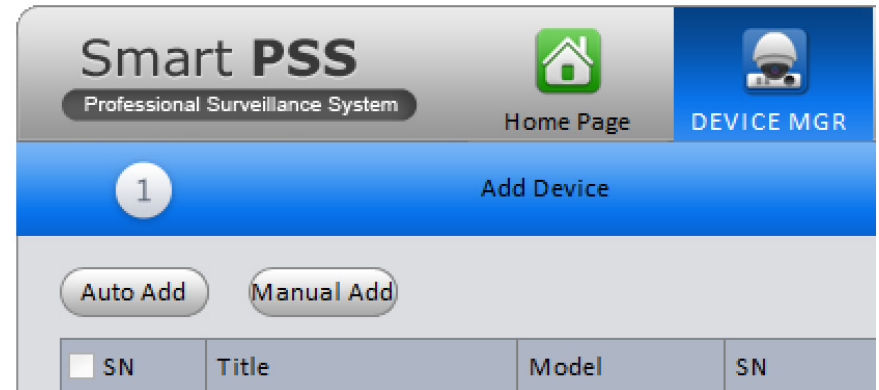 Smart PSS
Professional Surveillance System
Home Page
DEVICE MGR
1
Add Device
Auto Add
Manual Add
SN Title Model SN